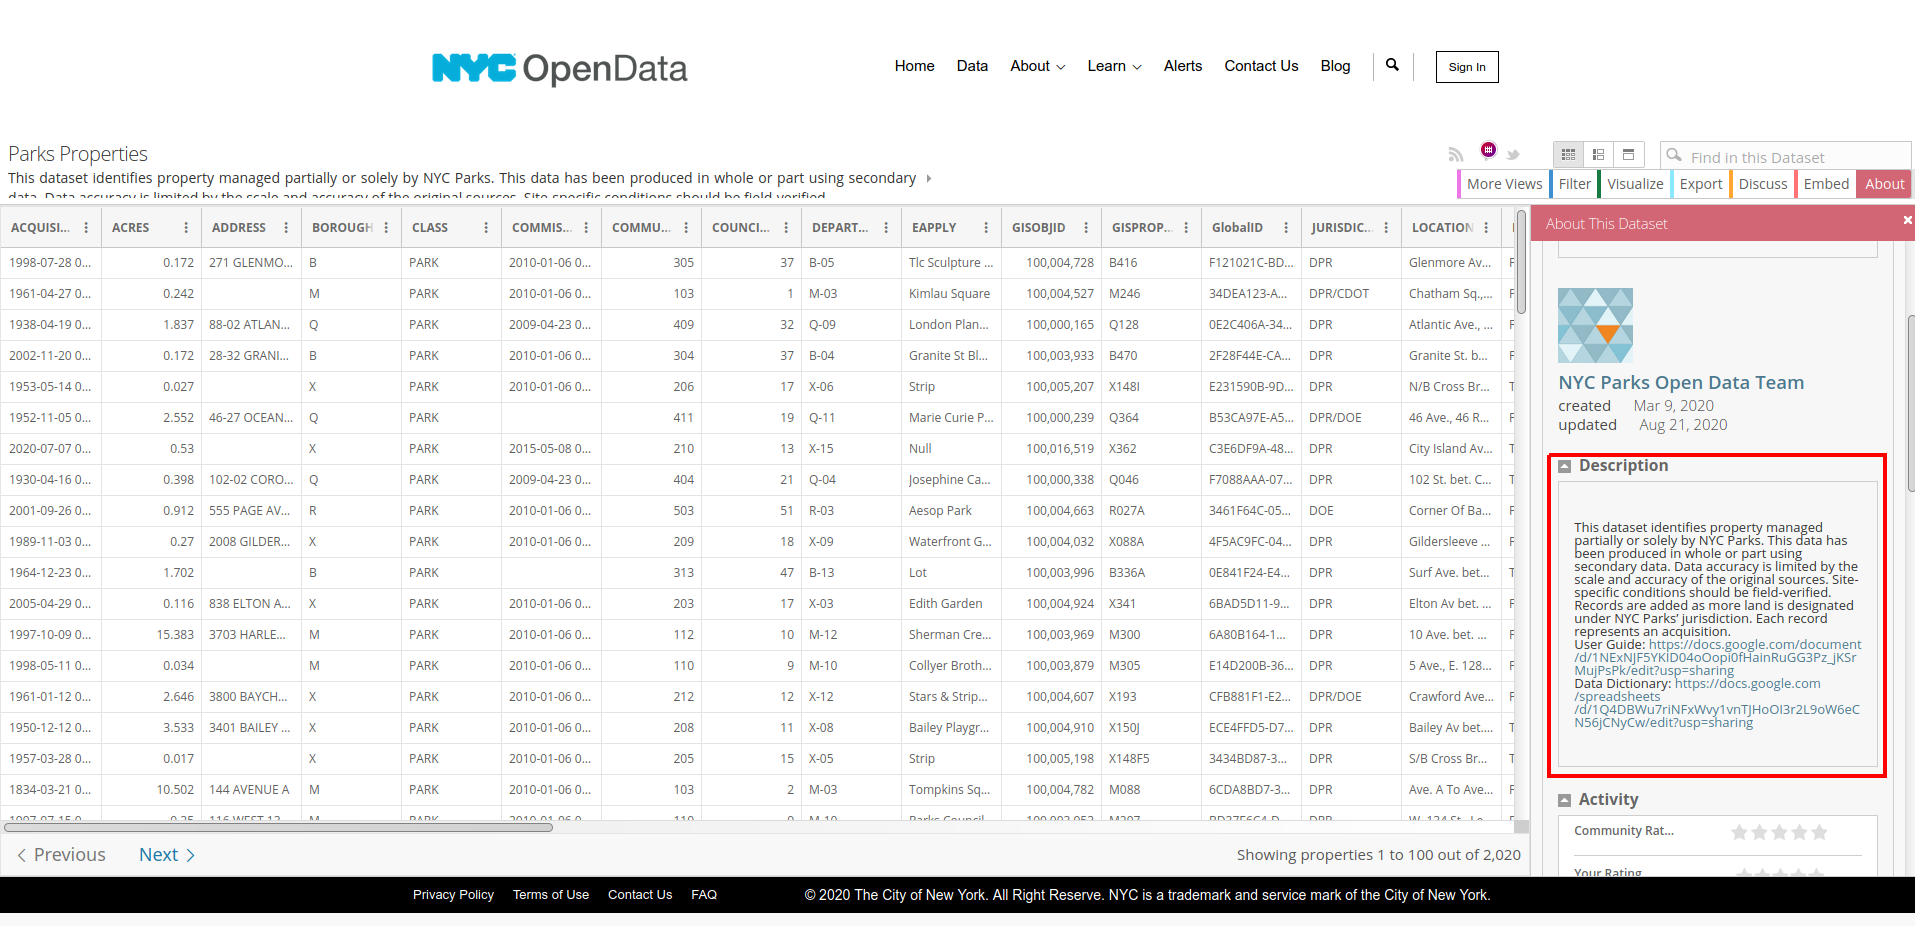 NYC OpenData
Home Data About Learn Alerts Contact Us Blog Sign In
Parks Properties
This dataset identifies property managed partially or solely by NYC Parks. This data has been produced in whole or part using secondary
data. Data accuracy is limited by the scale and accuracy of the original sources. Site specific conditions should be field verified.
Find in this Dataset
More Views Filter Visualize Export Discuss Embed About
ACQUISI... ACRES ADDRESS BOROUGH CLASS COMMIS... COMMU... COUNCI... DEPART... EAPPLY GISOBJID GISPROP... GlobalID JURISDIC... LOCATION
1998-07-28 0... 0.172 271 GLENMO... B PARK 2010-01-06 0... 305 37 B-05 Tlc Sculpture ... 100,004,728 B416 F121021C-BD... DPR Glenmore Av...
1961-04-27 0... 0.242 M PARK 2010-01-06 0... 103 1 M-03 Kimlau Square 100,004,527 M246 34DEA123-A... DPR/CDOT Chatham Sq.,...
1938-04-19 0... 1.837 88-02 ATLAN... Q PARK 2009-04-23 0... 409 32 Q-09 London Plan... 100,000,165 Q128 0E2C406A-34... DPR Atlantic Ave., ...
2002-11-20 0... 0.172 28-32 GRANI... B PARK 2010-01-06 0... 304 37 B-04 Granite St Bl... 100,003,933 B470 2F28F44E-CA... DPR Granite St. b...
1953-05-14 0... 0.027 X PARK 2010-01-06 0... 206 17 X-06 Strip 100,005,207 X148I E231590B-9D... DPR N/B Cross Br...
1952-11-05 0... 2.552 46-27 OCEAN... Q PARK 411 19 Q-11 Marie Curie P... 100,000,239 Q364 B53CA97E-A5... DPR/DOE 46 Ave., 46 R...
2020-07-07 0... 0.53 X PARK 2015-05-08 0... 210 13 X-15 Null 100,016,519 X362 C3E6DF9A-48... DPR City Island Av...
1930-04-16 0... 0.398 102-02 CORO... Q PARK 2009-04-23 0... 404 21 Q-04 Josephine Ca... 100,000,338 Q046 F7088AAA-07... DPR 102 St. bet. C...
2001-09-26 0... 0.912 555 PAGE AV... R PARK 2010-01-06 0... 503 51 R-03 Aesop Park 100,004,663 R027A 3461F64C-05... DOE Corner Of Ba...
1989-11-03 0... 0.27 2008 GILDER... X PARK 2010-01-06 0... 209 18 X-09 Waterfront G... 100,004,032 X088A 4F5AC9FC-04... DPR Gildersleeve ...
1964-12-23 0... 1.702 B PARK 313 47 B-13 Lot 100,003,996 B336A 0E841F24-E4... DPR Surf Ave. bet...
2005-04-29 0... 0.116 838 ELTON A... X PARK 2010-01-06 0... 203 17 X-03 Edith Garden 100,004,924 X341 6BAD5D11-9... DPR Elton Av bet. ...
1997-10-09 0... 15.383 3703 HARLE... M PARK 2010-01-06 0... 112 10 M-12 Sherman Cre... 100,003,969 M300 6A80B164-1... DPR 10 Ave. bet. ...
1998-05-11 0... 0.034 M PARK 2010-01-06 0... 110 9 M-10 Collyer Broth... 100,003,879 M305 E14D200B-36... DPR 5 Ave., E. 128...
1961-01-12 0... 2.646 3800 BAYCH... X PARK 2010-01-06 0... 212 12 X-12 Stars & Strip... 100,004,607 X193 CFB881F1-E2... DPR/DOE Crawford Ave...
1950-12-12 0... 3.533 3401 BAILEY ... X PARK 2010-01-06 0... 208 11 X-08 Bailey Playgr... 100,004,910 X150J ECE4FFD5-D7... DPR Bailey Av bet....
1957-03-28 0... 0.017 X PARK 2010-01-06 0... 205 15 X-05 Strip 100,005,198 X148F5 3434BD87-3... DPR S/B Cross Br...
1834-03-21 0... 10.502 144 AVENUE A M PARK 2010-01-06 0... 103 2 M-03 Tompkins Sq... 100,004,782 M088 6CDA8BD7-3... DPR Ave. A To Ave...
Previous Next Showing properties 1 to 100 out of 2,020
About This Dataset
NYC Parks Open Data Team
created Mar 9, 2020
updated Aug 21, 2020
Description
This dataset identifies property managed
partially or solely by NYC Parks. This data has
been produced in whole or part using
secondary data. Data accuracy is limited by the
scale and accuracy of the original sources. Site-
specific conditions should be field-verified.
Records are added as more land is designated
under NYC Parks' jurisdiction. Each record
represents an acquisition.
User Guide: https://docs.google.com/document
/d/1NExNJF5YKlD04oOopi0fHainRuGG3Pz_jKSr
MujPsPk/edit?usp=sharing
Data Dictionary: https://docs.google.com
/spreadsheets
/d/1Q4DBWu7riNFxWvy1vnTJHoOI3r2L9oW6eC
N56jCNyCw/edit?usp=sharing
Activity
Community Rat...
Your Rating
Privacy Policy Terms of Use Contact Us FAQ © 2020 The City of New York. All Right Reserve. NYC is a trademark and service mark of the City of New York.